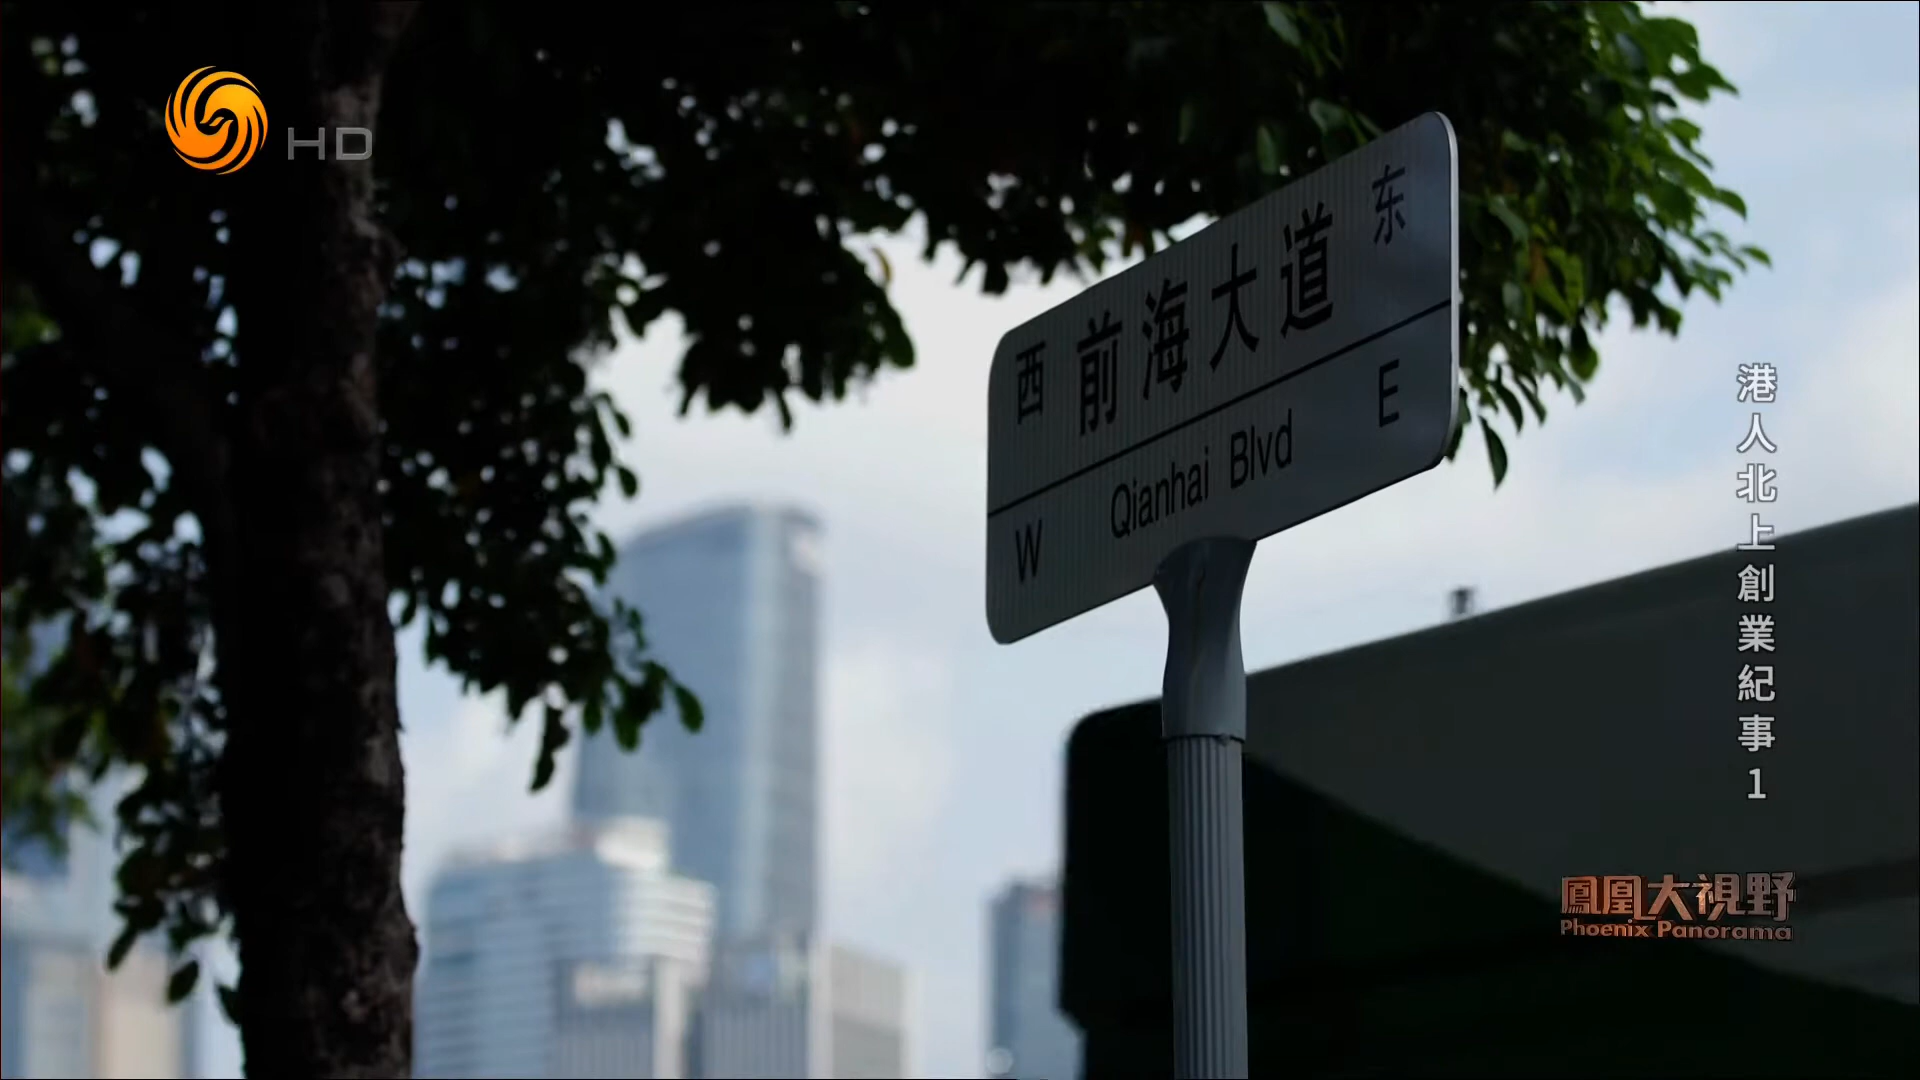 HD
西 前海大道 东
W Qianhai Blvd E
港人北上創業紀事1
鳳凰大視野
Phoenix Panorama